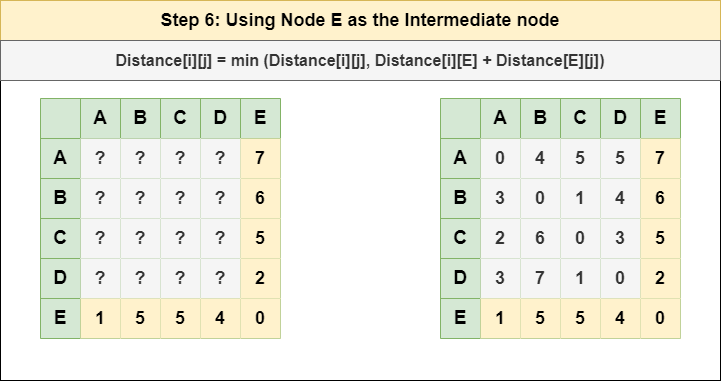 Step 6: Using Node E as the Intermediate node
Distance[i][j] = min (Distance[i][j], Distance[i][E] + Distance[E][j])
A B C D E
A ? ? ? ? 7
B ? ? ? ? 6
C ? ? ? ? 5
D ? ? ? ? 2
E 1 5 5 4 0
A B C D E
A 0 4 5 5 7
B 3 0 1 4 6
C 2 6 0 3 5
D 3 7 1 0 2
E 1 5 5 4 0